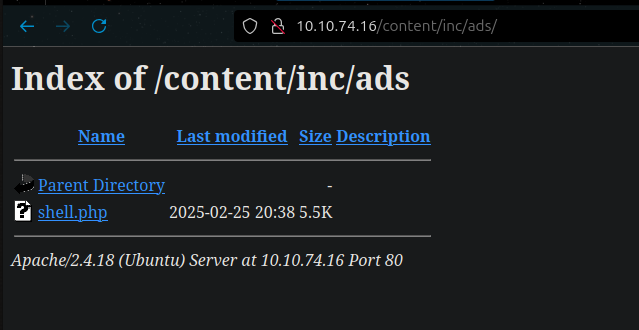 10.10.74.16/content/inc/ads/
Index of /content/inc/ads
Name Last modified Size Description
Parent Directory -
shell.php 2025-02-25 20:38 5.5K
Apache/2.4.18 (Ubuntu) Server at 10.10.74.16 Port 80